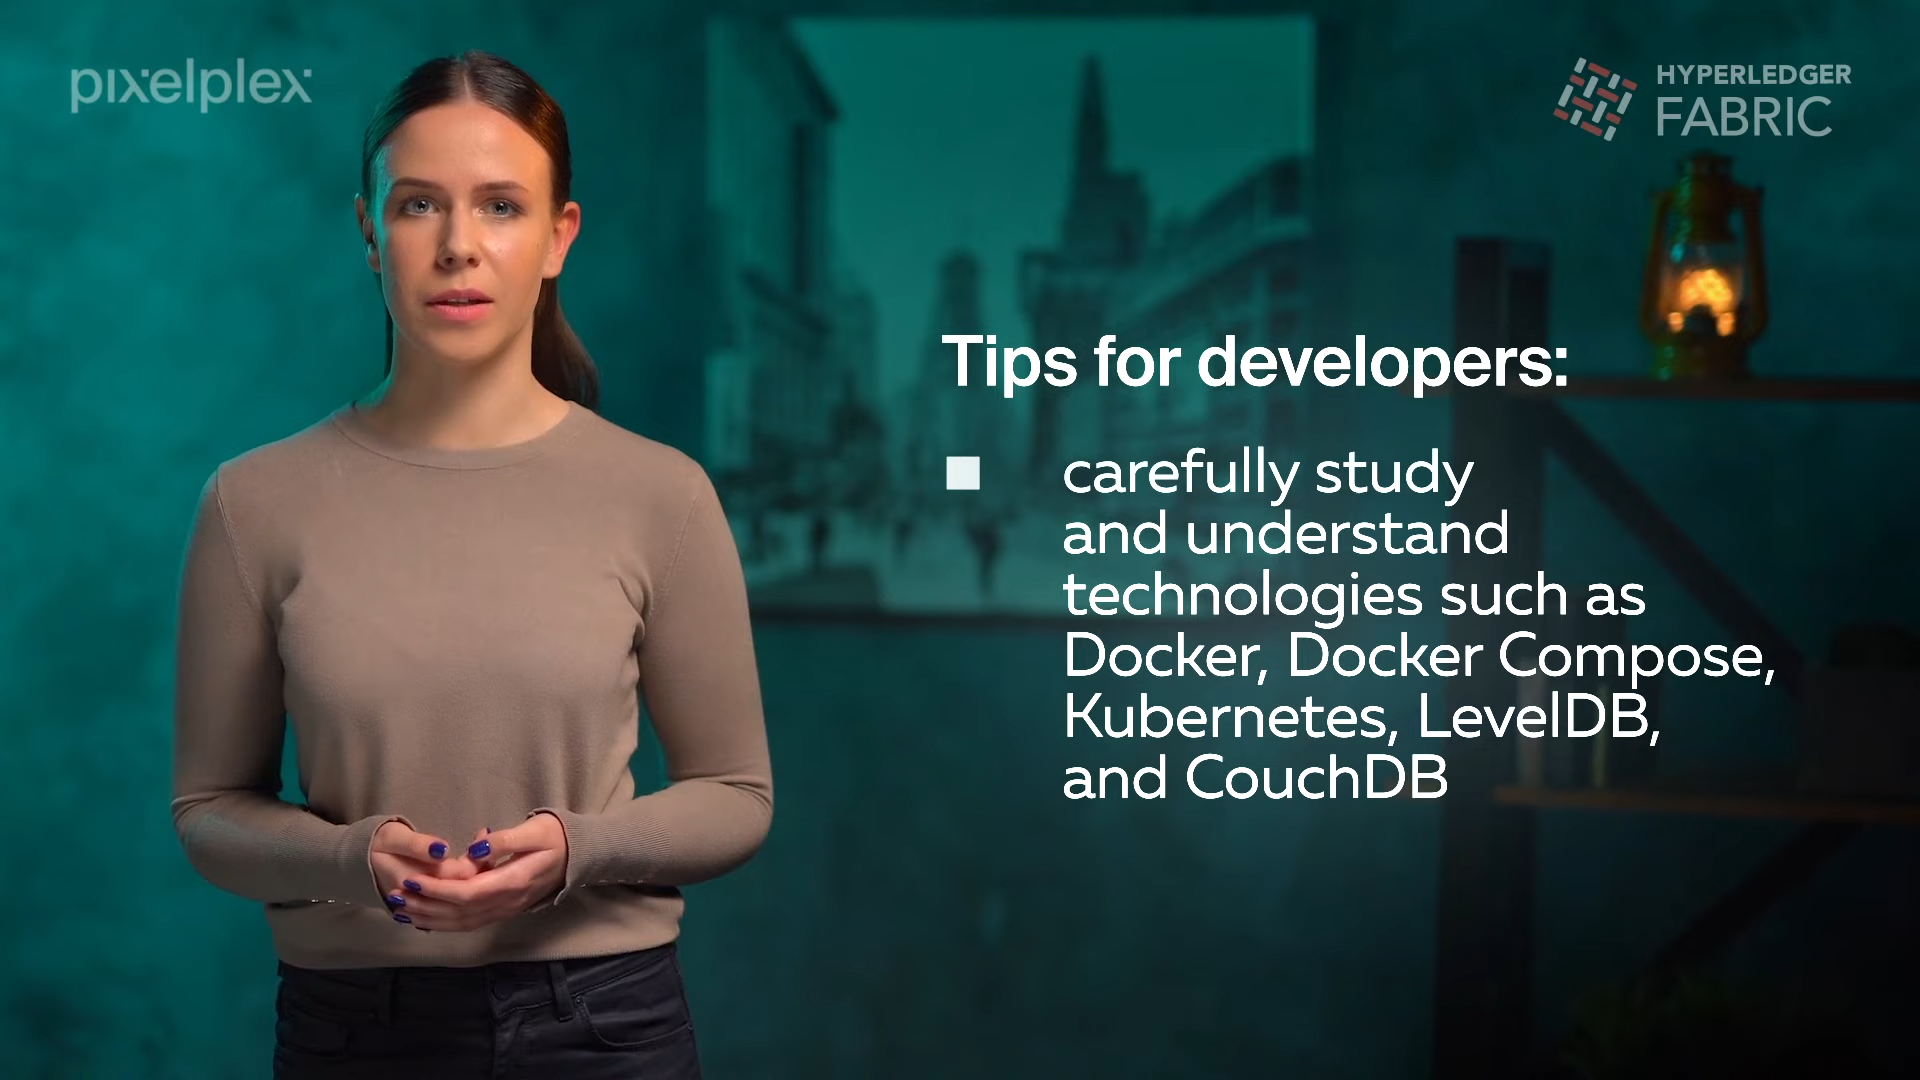 pixelplex
HYPERLEDGER
FABRIC
Tips for developers:
carefully study
and understand
technologies such as
Docker, Docker Compose,
Kubernetes, LevelDB,
and CouchDB